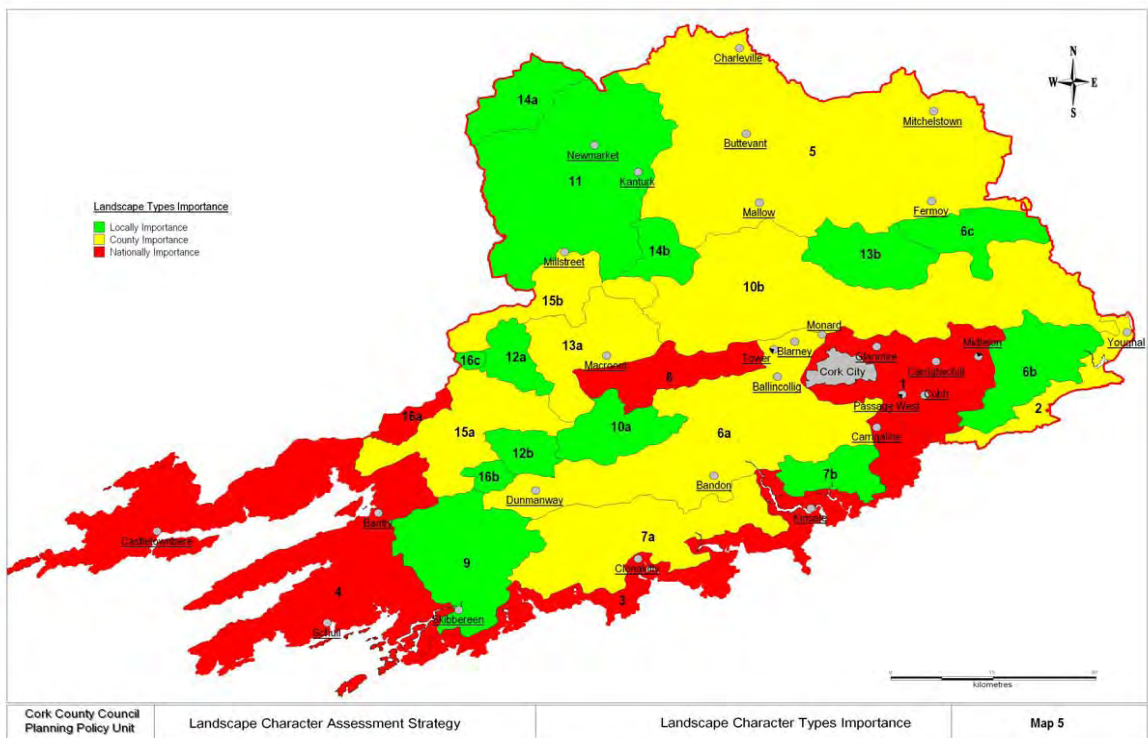 Charleville
N
W E
S
14a
Mitchelstown
Buttevant
5
Newmarket
11
Kanturk
Landscape Types Importance
Locally Importance
County Importance
Nationally Importance
Mallow
Fermoy
6c
14b
13b
Millstreet
10b
15b
Monard
Youghal
13a
Blarney
Tower
Glanmire
Midleton
16c
12a
Macroom
8
Cork City
Carrigtwohill
Ballincollig
1
6b
Passage West
Cobh
2
16a
10a
6a
Carrigaline
15a
12b
7b
16b
Bandon
Dunmanway
Kinsale
Bantry
Castletownbere
7a
9
Clonakilty
4
3
Skibbereen
Schull
kilometres
Cork County Council
Planning Policy Unit
Landscape Character Assessment Strategy
Landscape Character Types Importance
Map 5